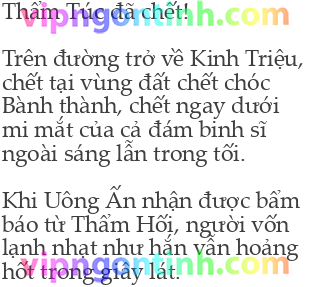 Thẩm Túc đã chết!
vipngontinh.com
Trên đường trở về Kinh Triệu,
chết tại vùng đất chết chóc
Bành thành, chết ngay dưới
mi mắt của cả đám binh sĩ
ngoài sáng lẫn trong tối.
Khi Uông Ấn nhận được bẩm
báo từ Thẩm Hối, người vốn
lạnh nhạt như hắn vẫn hoảng
hốt trong giây lát.
vipngontinh.com